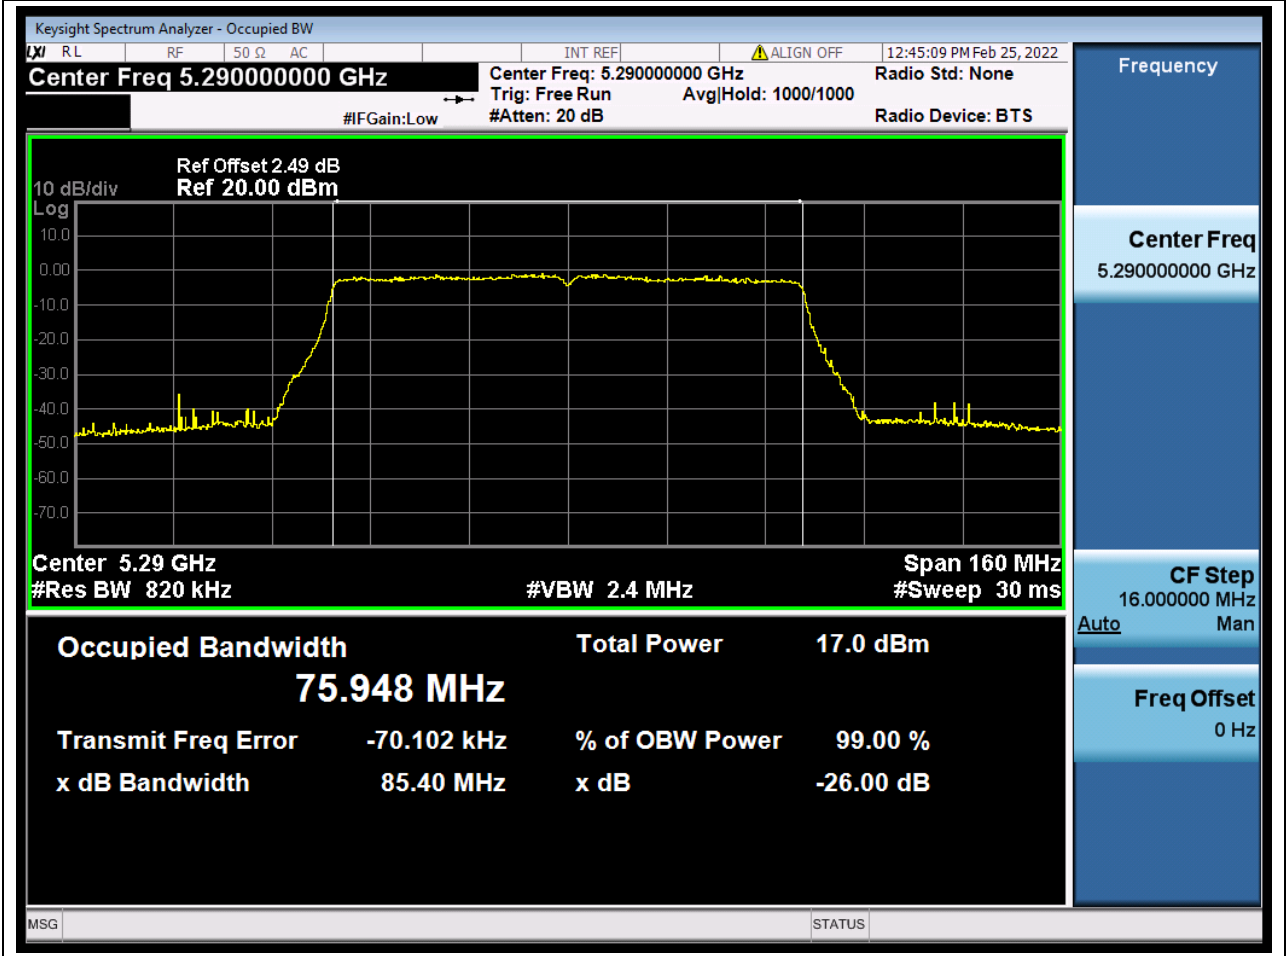 Keysight Spectrum Analyzer - Occupied BW
LXI RL RF 50 Ω AC INT REF ALIGN OFF 12:45:09 PM Feb 25, 2022
Center Freq 5.290000000 GHz
Center Freq: 5.290000000 GHz Radio Std: None
Trig: Free Run Avg|Hold: 1000/1000
#IFGain:Low #Atten: 20 dB Radio Device: BTS
Ref Offset 2.49 dB
10 dB/div Ref 20.00 dBm
Log
10.0
0.00
-10.0
-20.0
-30.0
-40.0
-50.0
-60.0
-70.0
Center 5.29 GHz Span 160 MHz
#Res BW 820 kHz #VBW 2.4 MHz #Sweep 30 ms
Occupied Bandwidth Total Power 17.0 dBm
75.948 MHz
Transmit Freq Error -70.102 kHz % of OBW Power 99.00 %
x dB Bandwidth 85.40 MHz x dB -26.00 dB
MSG STATUS
Frequency
Center Freq
5.290000000 GHz
CF Step
16.000000 MHz
Auto Man
Freq Offset
0 Hz